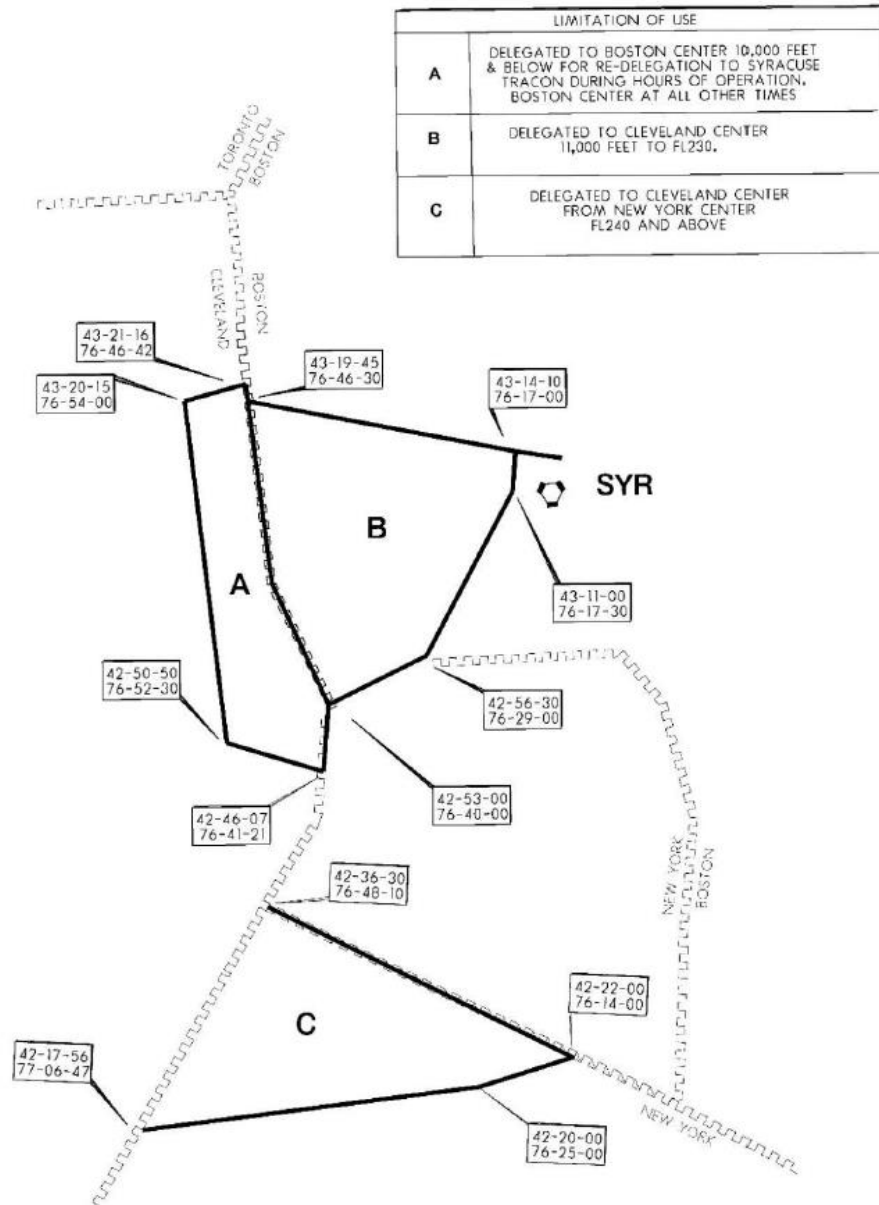 LIMITATION OF USE
A
DELEGATED TO BOSTON CENTER 10,000 FEET
& BELOW FOR RE-DELEGATION TO SYRACUSE
TRACON DURING HOURS OF OPERATION.
BOSTON CENTER AT ALL OTHER TIMES
B
DELEGATED TO CLEVELAND CENTER
11,000 FEET TO FL230.
C
DELEGATED TO CLEVELAND CENTER
FROM NEW YORK CENTER
FL240 AND ABOVE
TORONTO
BOSTON
CLEVELAND
BOSTON
43-21-16
76-46-42
43-19-45
76-46-30
43-20-15
76-54-00
43-14-10
76-17-00
SYR
B
A
43-11-00
76-17-30
42-50-50
76-52-30
42-56-30
76-29-00
42-53-00
76-40-00
42-46-07
76-41-21
NEW YORK
BOSTON
42-36-30
76-48-10
42-22-00
76-14-00
C
42-17-56
77-06-47
NEW YORK
42-20-00
76-25-00